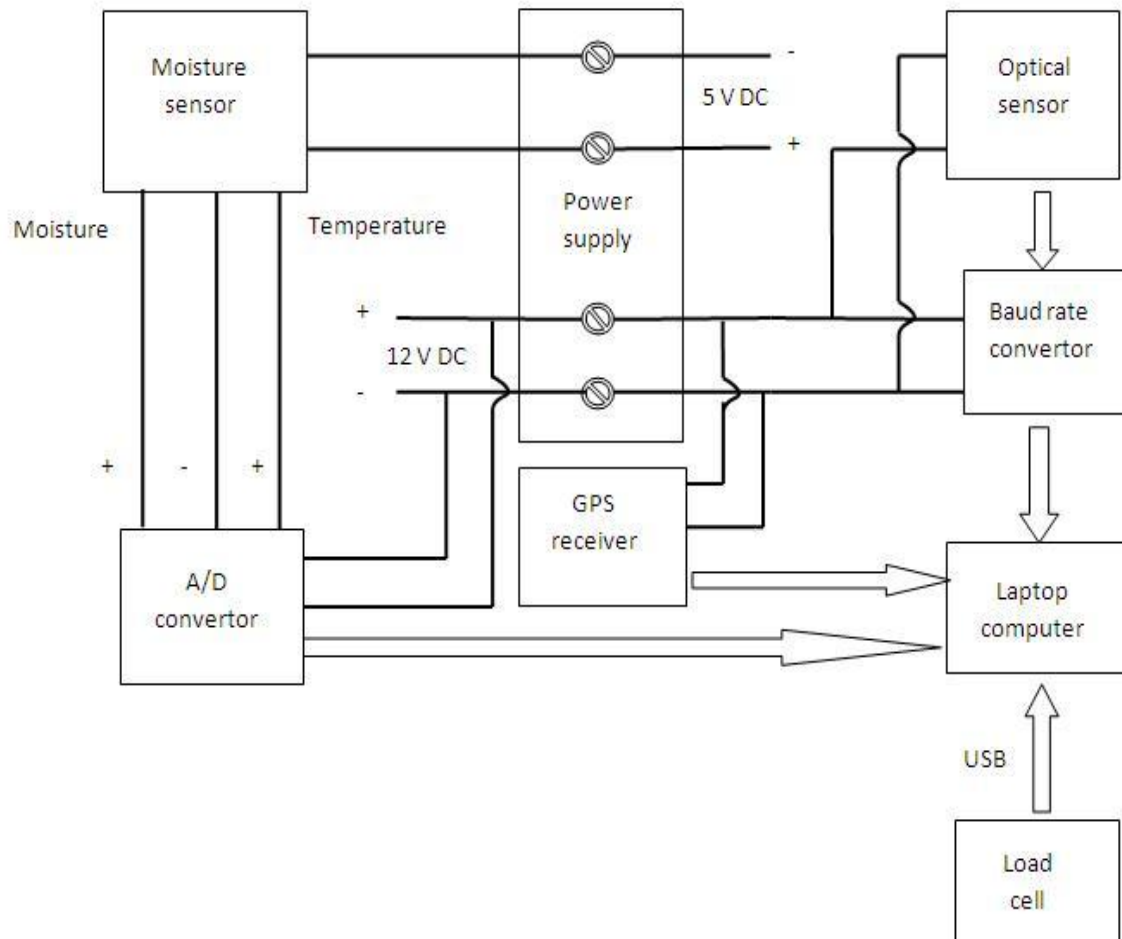 Moisture
sensor
-
5 V DC
+
Optical
sensor
Moisture
Temperature
Power
supply
+
12 V DC
-
Baud rate
convertor
+
-
+
GPS
receiver
A/D
convertor
Laptop
computer
USB
Load
cell